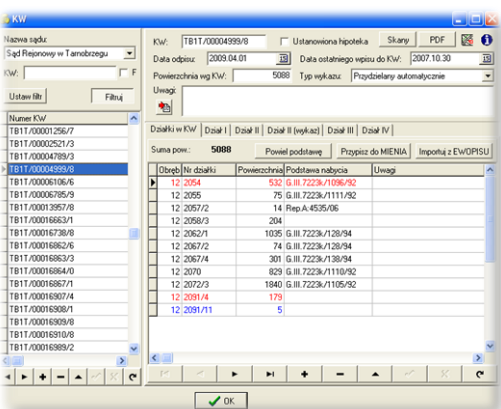 KW
Nazwa sądu:
Sąd Rejonowy w Tarnobrzegu
KW:
F
Ustaw filtr
Filtruj
Numer KW
TB1T/00001256/7
TB1T/00002521/3
TB1T/00004789/3
TB1T/00004999/8
TB1T/00006106/6
TB1T/00006785/9
TB1T/00013957/8
TB1T/00016663/1
TB1T/00016738/8
TB1T/00016862/6
TB1T/00016863/3
TB1T/00016864/0
TB1T/00016867/1
TB1T/00016907/4
TB1T/00016908/1
TB1T/00016909/8
TB1T/00016910/8
TB1T/00016989/2
KW: TB1T/00004999/8 Ustanowiona hipoteka Skany PDF
Data odpisu: 2009.04.01 Data ostatniego wpisu do KW: 2007.10.30
Powierzchnia wg KW: 5088 Typ wykazu: Przydzielany automatycznie
Uwagi:
Działki w KW Dział I Dział II Dział II (wykaz) Dział III Dział IV
Suma pow.: 5088 Powiel podstawę Przypisz do MIENIA Importuj z EWOPISU
Obręb Nr działki Powierzchnia Podstawa nabycia Uwagi
12 2054 532 G.III.7223k/1096/92
12 2055 75 G.III.7223k/1111/92
12 2057/2 14 Rep.A:4535/06
12 2058/3 204
12 2062/1 1035 G.III.7223k/128/94
12 2067/2 74 G.III.7223k/128/94
12 2067/4 301 G.III.7223k/138/94
12 2070 829 G.III.7223k/1110/92
12 2072/3 1840 G.III.7223k/1105/92
12 2091/4 179
12 2091/11 5
OK